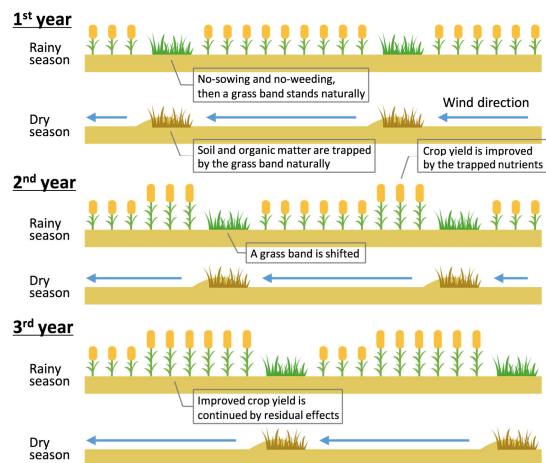 1st year
Rainy
season
No-sowing and no-weeding,
then a grass band stands naturally
Wind direction
Dry
season
Soil and organic matter are trapped
by the grass band naturally
Crop yield is improved
by the trapped nutrients
2nd year
Rainy
season
A grass band is shifted
Dry
season
3rd year
Rainy
season
Improved crop yield is
continued by residual effects
Dry
season